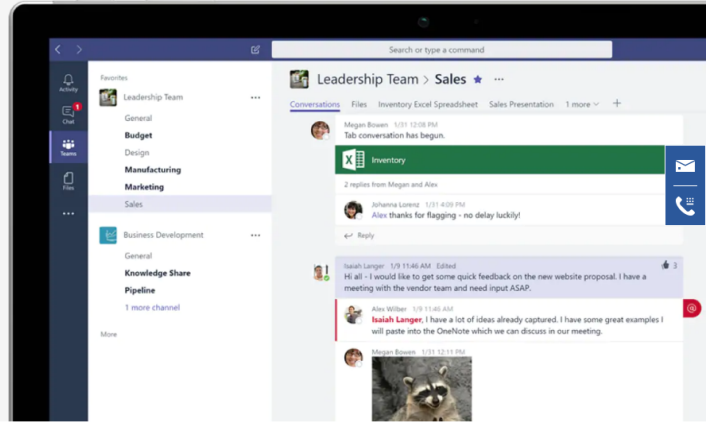 Search or type a command
Activity
Chat
1
Teams
Files
Favorites
Leadership Team
General
Budget
Design
Manufacturing
Marketing
Sales
Business Development
General
Knowledge Share
Pipeline
1 more channel
More
Leadership Team > Sales
Conversations Files Inventory Excel Spreadsheet Sales Presentation 1 more
Megan Bowen 1/31 12:08 PM
Tab conversation has begun.
Inventory
2 replies from Megan and Alex
Johanna Lorenz 1/31 4:08 PM
Alex thanks for flagging - no delay luckily!
Reply
Isaiah Langer 1/9 11:46 AM Edited
3
Hi all - I would like to get some quick feedback on the new website proposal. I have a
meeting with the vendor team and need input ASAP.
Alex Wilber 1/9 11:46 AM
Isaiah Langer, I have a lot of ideas already captured. I have some great examples I
will paste into the OneNote which we can discuss in our meeting.
Megan Bowen 1/31 12:11 PM